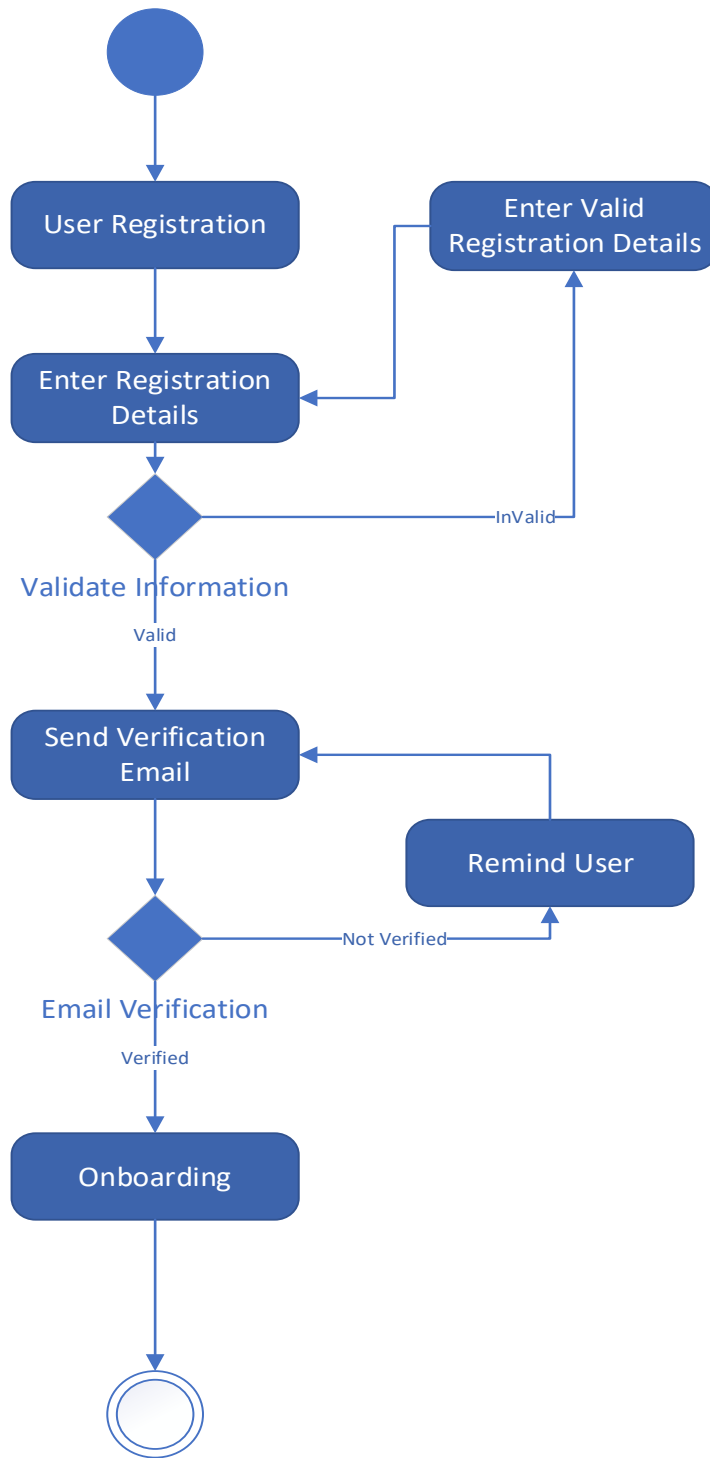 User Registration
Enter Valid
Registration Details
Enter Registration
Details
InValid
Validate Information
Valid
Send Verification
Email
Remind User
Not Verified
Email Verification
Verified
Onboarding